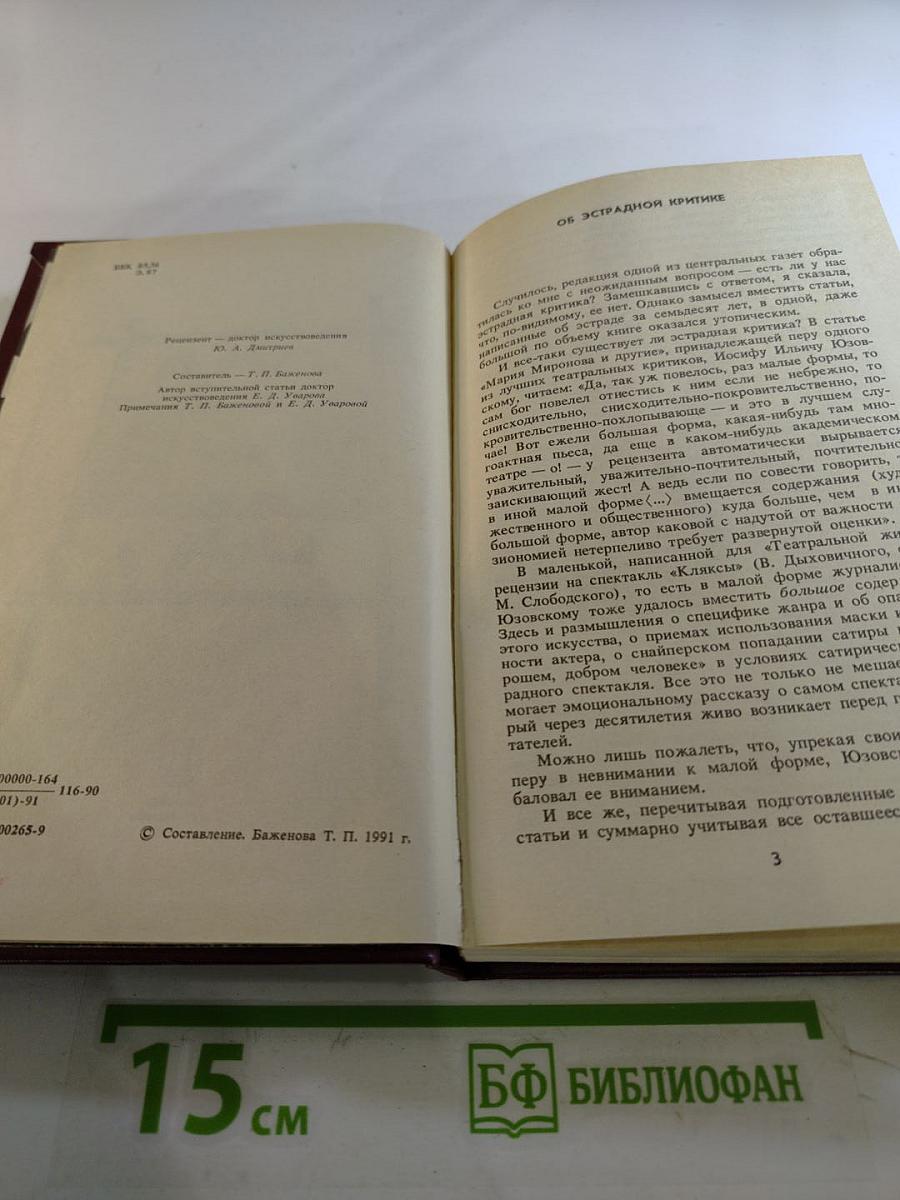 ББК 85.36
Э 87
Рецензент — доктор искусствоведения
Ю. А. Дмитриев
Составитель — Т. П. Баженова
Автор вступительной статьи доктор
искусствоведения Е. Д. Уварова
Примечания Т. П. Баженовой и Е. Д. Уваровой
00000-164
01)-91
116-90
00265-9
© Составление. Баженова Т. П. 1991 г.
ОБ ЭСТРАДНОЙ КРИТИКЕ
Случилось, редакция одной из центральных газет обра-
тилась ко мне с неожиданным вопросом — есть ли у нас
эстрадная критика? Замешкавшись с ответом, я сказала,
что, по-видимому, ее нет. Однако замысел вместить статьи,
написанные об эстраде за семьдесят лет, в одной, даже
большой по объему книге оказался утопическим.
И все-таки существует ли эстрадная критика? В статье
«Мария Миронова и другие», принадлежащей перу одного
из лучших театральных критиков, Иосифу Ильичу Юзов-
скому, читаем: «Да, так уж повелось, раз малые формы, то
сам бог повелел отнестись к ним если не небрежно, то
снисходительно, снисходительно-покровительственно, по-
кровительственно-похлопывающе — и это в лучшем слу-
чае! Вот ежели большая форма, какая-нибудь там мно-
гоактная пьеса, да еще в каком-нибудь академическом
театре — о! — у рецензента автоматически вырывается
уважительный, уважительно-почтительный, почтительно-
заискивающий жест! А ведь если по совести говорить, -
в иной малой форме ⟨...⟩ вмещается содержания (худ
жественного и общественного) куда больше, чем в ин
большой форме, автор каковой с надутой от важности
зиономией нетерпеливо требует развернутой оценки».
В маленькой, написанной для «Театральной жи
рецензии на спектакль «Кляксы» (В. Дыховичного,
М. Слободского), то есть в малой форме журналис
Юзовскому тоже удалось вместить большое содер
Здесь и размышления о специфике жанра и об опа
этого искусства, о приемах использования маски и
ности актера, о снайперском попадании сатиры в
рошем, добром человеке» в условиях сатирическ
радного спектакля. Все это не только не мешае
могает эмоциональному рассказу о самом спекта
рый через десятилетия живо возникает перед г
тателей.
Можно лишь пожалеть, что, упрекая свои
перу в невнимании к малой форме, Юзовс
баловал ее вниманием.
И все же, перечитывая подготовленные
статьи и суммарно учитывая все оставшеес
3
15 см
БФ БИБЛИОФАН